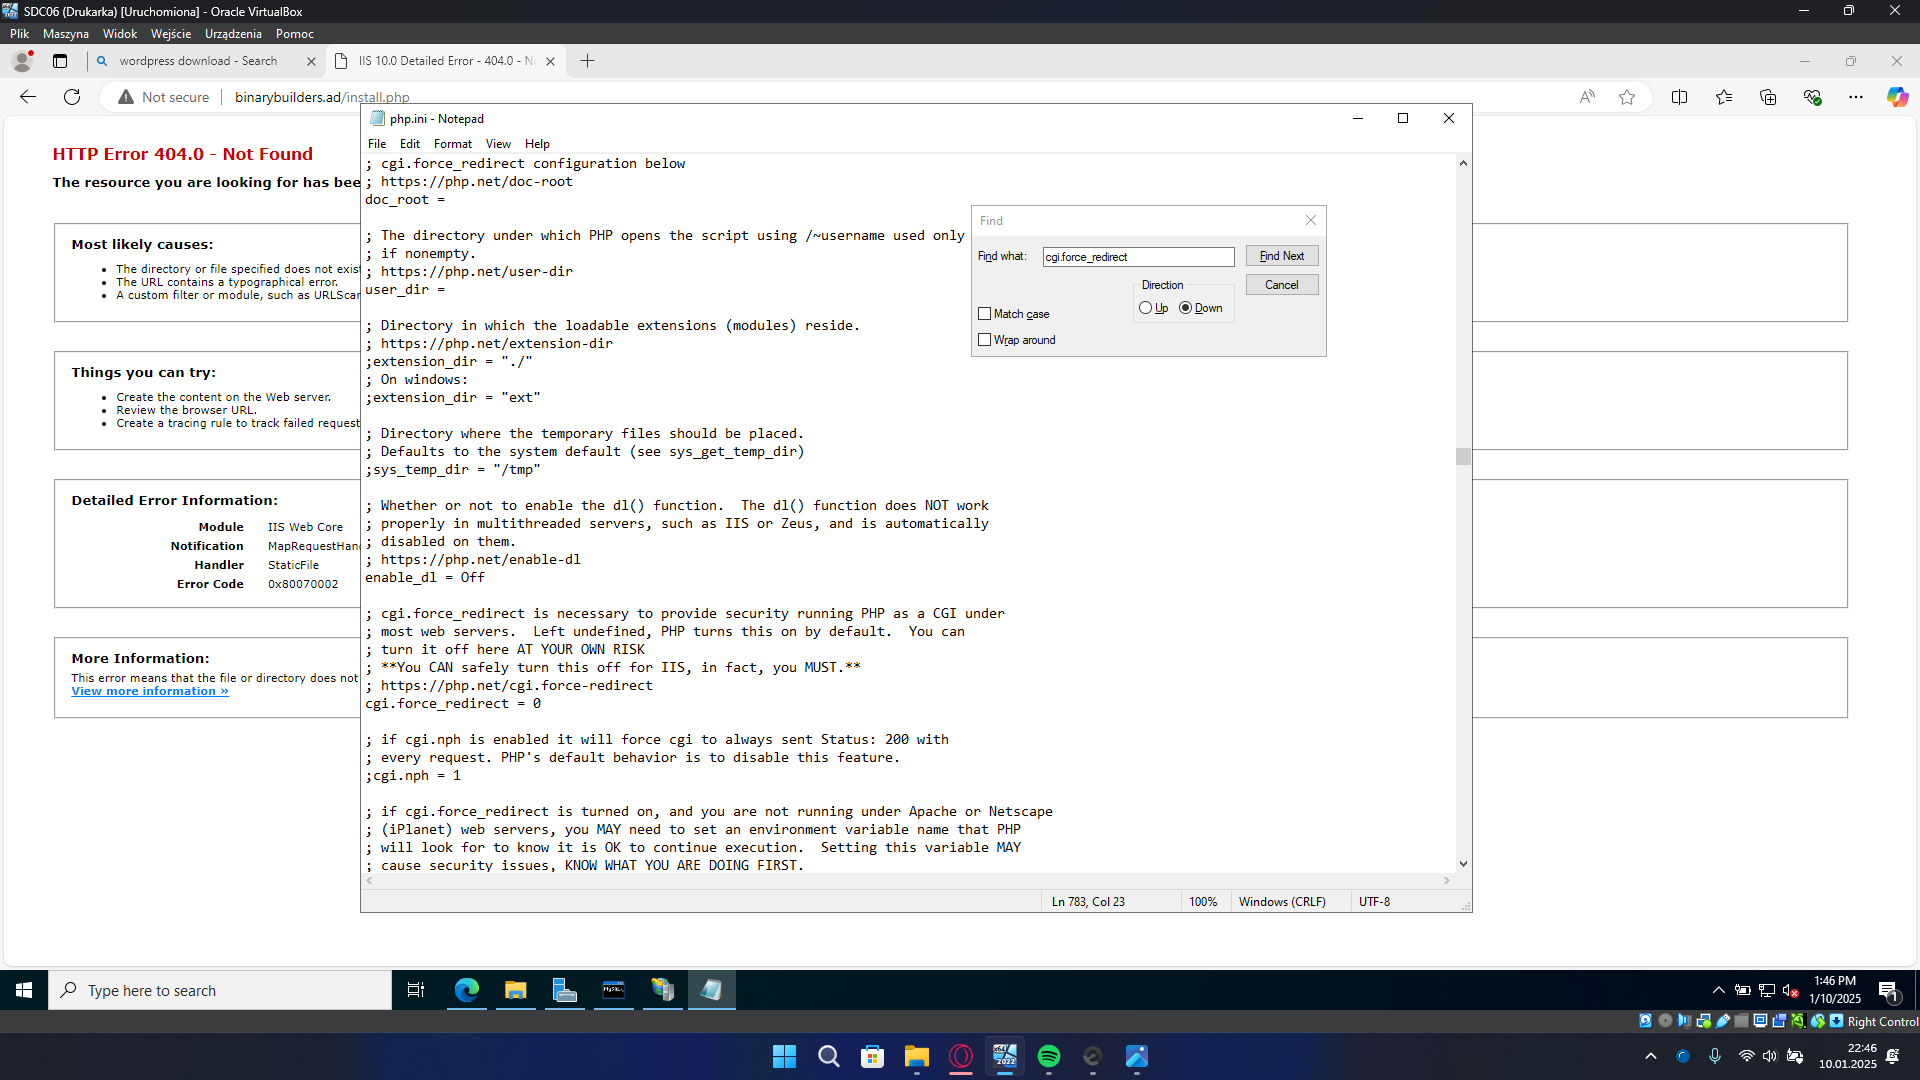 SDC06 (Drukarka) [Uruchomiona] - Oracle VirtualBox
Plik Maszyna Widok Wejście Urządzenia Pomoc
wordpress download - Search
IIS 10.0 Detailed Error - 404.0 - N
Not secure binarybuilders.ad/install.php
HTTP Error 404.0 - Not Found
The resource you are looking for has bee
Most likely causes:
• The directory or file specified does not exist
• The URL contains a typographical error.
• A custom filter or module, such as URLScan
Things you can try:
• Create the content on the Web server.
• Review the browser URL.
• Create a tracing rule to track failed request
Detailed Error Information:
Module IIS Web Core
Notification MapRequestHan
Handler StaticFile
Error Code 0x80070002
More Information:
This error means that the file or directory does not
View more information »
php.ini - Notepad
File Edit Format View Help
; cgi.force_redirect configuration below
; https://php.net/doc-root
doc_root =
; The directory under which PHP opens the script using /~username used only
; if nonempty.
; https://php.net/user-dir
user_dir =
; Directory in which the loadable extensions (modules) reside.
; https://php.net/extension-dir
;extension_dir = "./"
; On windows:
;extension_dir = "ext"
; Directory where the temporary files should be placed.
; Defaults to the system default (see sys_get_temp_dir)
;sys_temp_dir = "/tmp"
; Whether or not to enable the dl() function.  The dl() function does NOT work
; properly in multithreaded servers, such as IIS or Zeus, and is automatically
; disabled on them.
; https://php.net/enable-dl
enable_dl = Off
; cgi.force_redirect is necessary to provide security running PHP as a CGI under
; most web servers.  Left undefined, PHP turns this on by default.  You can
; turn it off here AT YOUR OWN RISK
; **You CAN safely turn this off for IIS, in fact, you MUST.**
; https://php.net/cgi.force-redirect
cgi.force_redirect = 0
; if cgi.nph is enabled it will force cgi to always sent Status: 200 with
; every request. PHP's default behavior is to disable this feature.
;cgi.nph = 1
; if cgi.force_redirect is turned on, and you are not running under Apache or Netscape
; (iPlanet) web servers, you MAY need to set an environment variable name that PHP
; will look for to know it is OK to continue execution.  Setting this variable MAY
; cause security issues, KNOW WHAT YOU ARE DOING FIRST.
Ln 783, Col 23 100% Windows (CRLF) UTF-8
Find
Find what: cgi.force_redirect Find Next
Direction Cancel
Up Down
Match case
Wrap around
Type here to search
MySQL
1:46 PM
1/10/2025
1
Right Control
x64
2022
22:46
10.01.2025